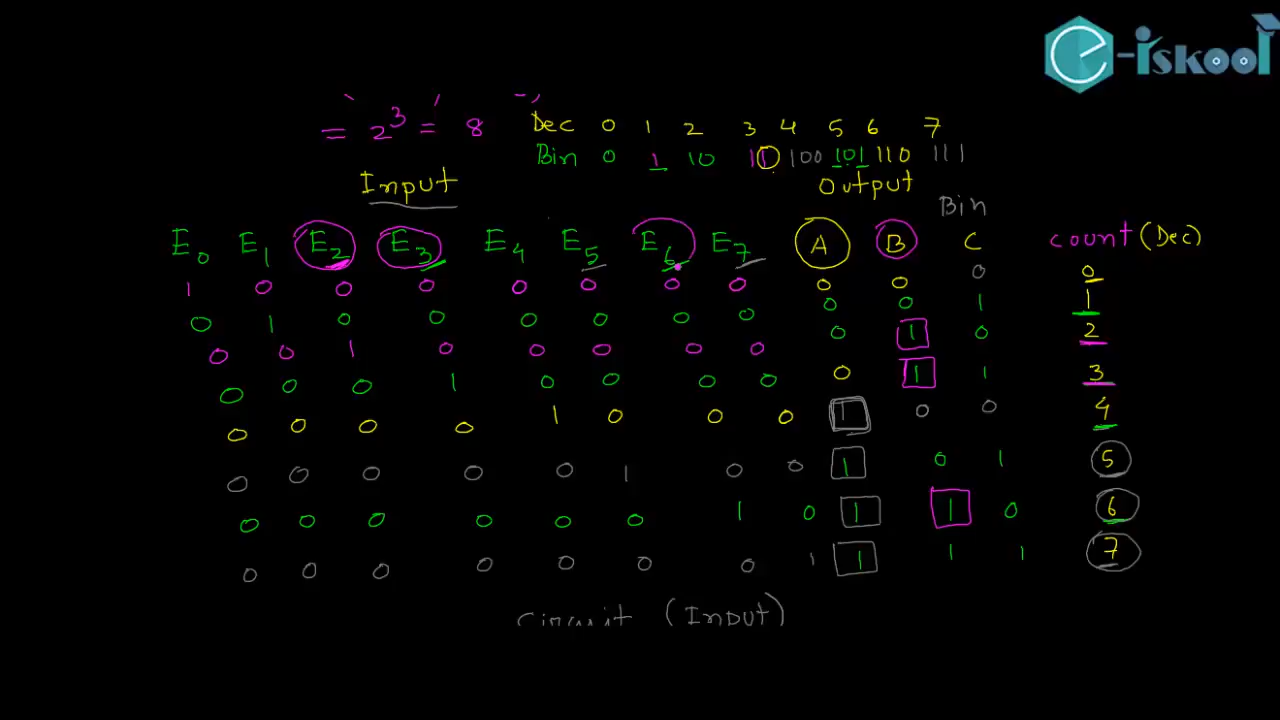 e-iskool
= 2³ = 8 Dec 0 1 2 3 4 5 6 7
Bin 0 1 10 11 100 101 110 111
Input Output
Bin
E₀ E₁ E₂ E₃ E₄ E₅ E₆ E₇ A B C count (Dec)
1 0 0 0 0 0 0 0 0 0 0 0
0 1 0 0 0 0 0 0 0 0 1 1
0 0 1 0 0 0 0 0 0 1 0 2
0 0 0 1 0 0 0 0 0 1 1 3
0 0 0 0 1 0 0 0 1 0 0 4
0 0 0 0 0 1 0 0 1 0 1 5
0 0 0 0 0 0 1 0 1 1 0 6
0 0 0 0 0 0 0 1 1 1 1 7
Circuit (Input)